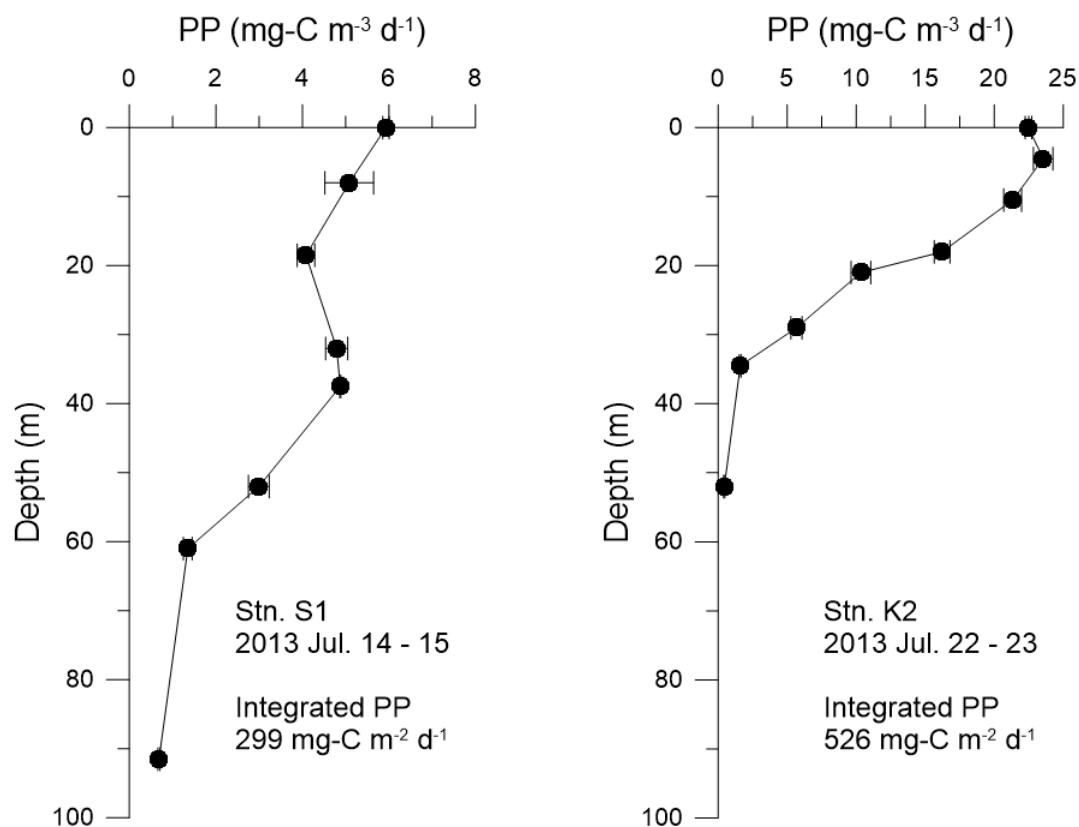 PP (mg-C m⁻³ d⁻¹)
0 2 4 6 8
0
20
40
60
80
100
Depth (m)
Stn. S1
2013 Jul. 14 - 15
Integrated PP
299 mg-C m⁻² d⁻¹
PP (mg-C m⁻³ d⁻¹)
0 5 10 15 20 25
0
20
40
60
80
100
Depth (m)
Stn. K2
2013 Jul. 22 - 23
Integrated PP
526 mg-C m⁻² d⁻¹